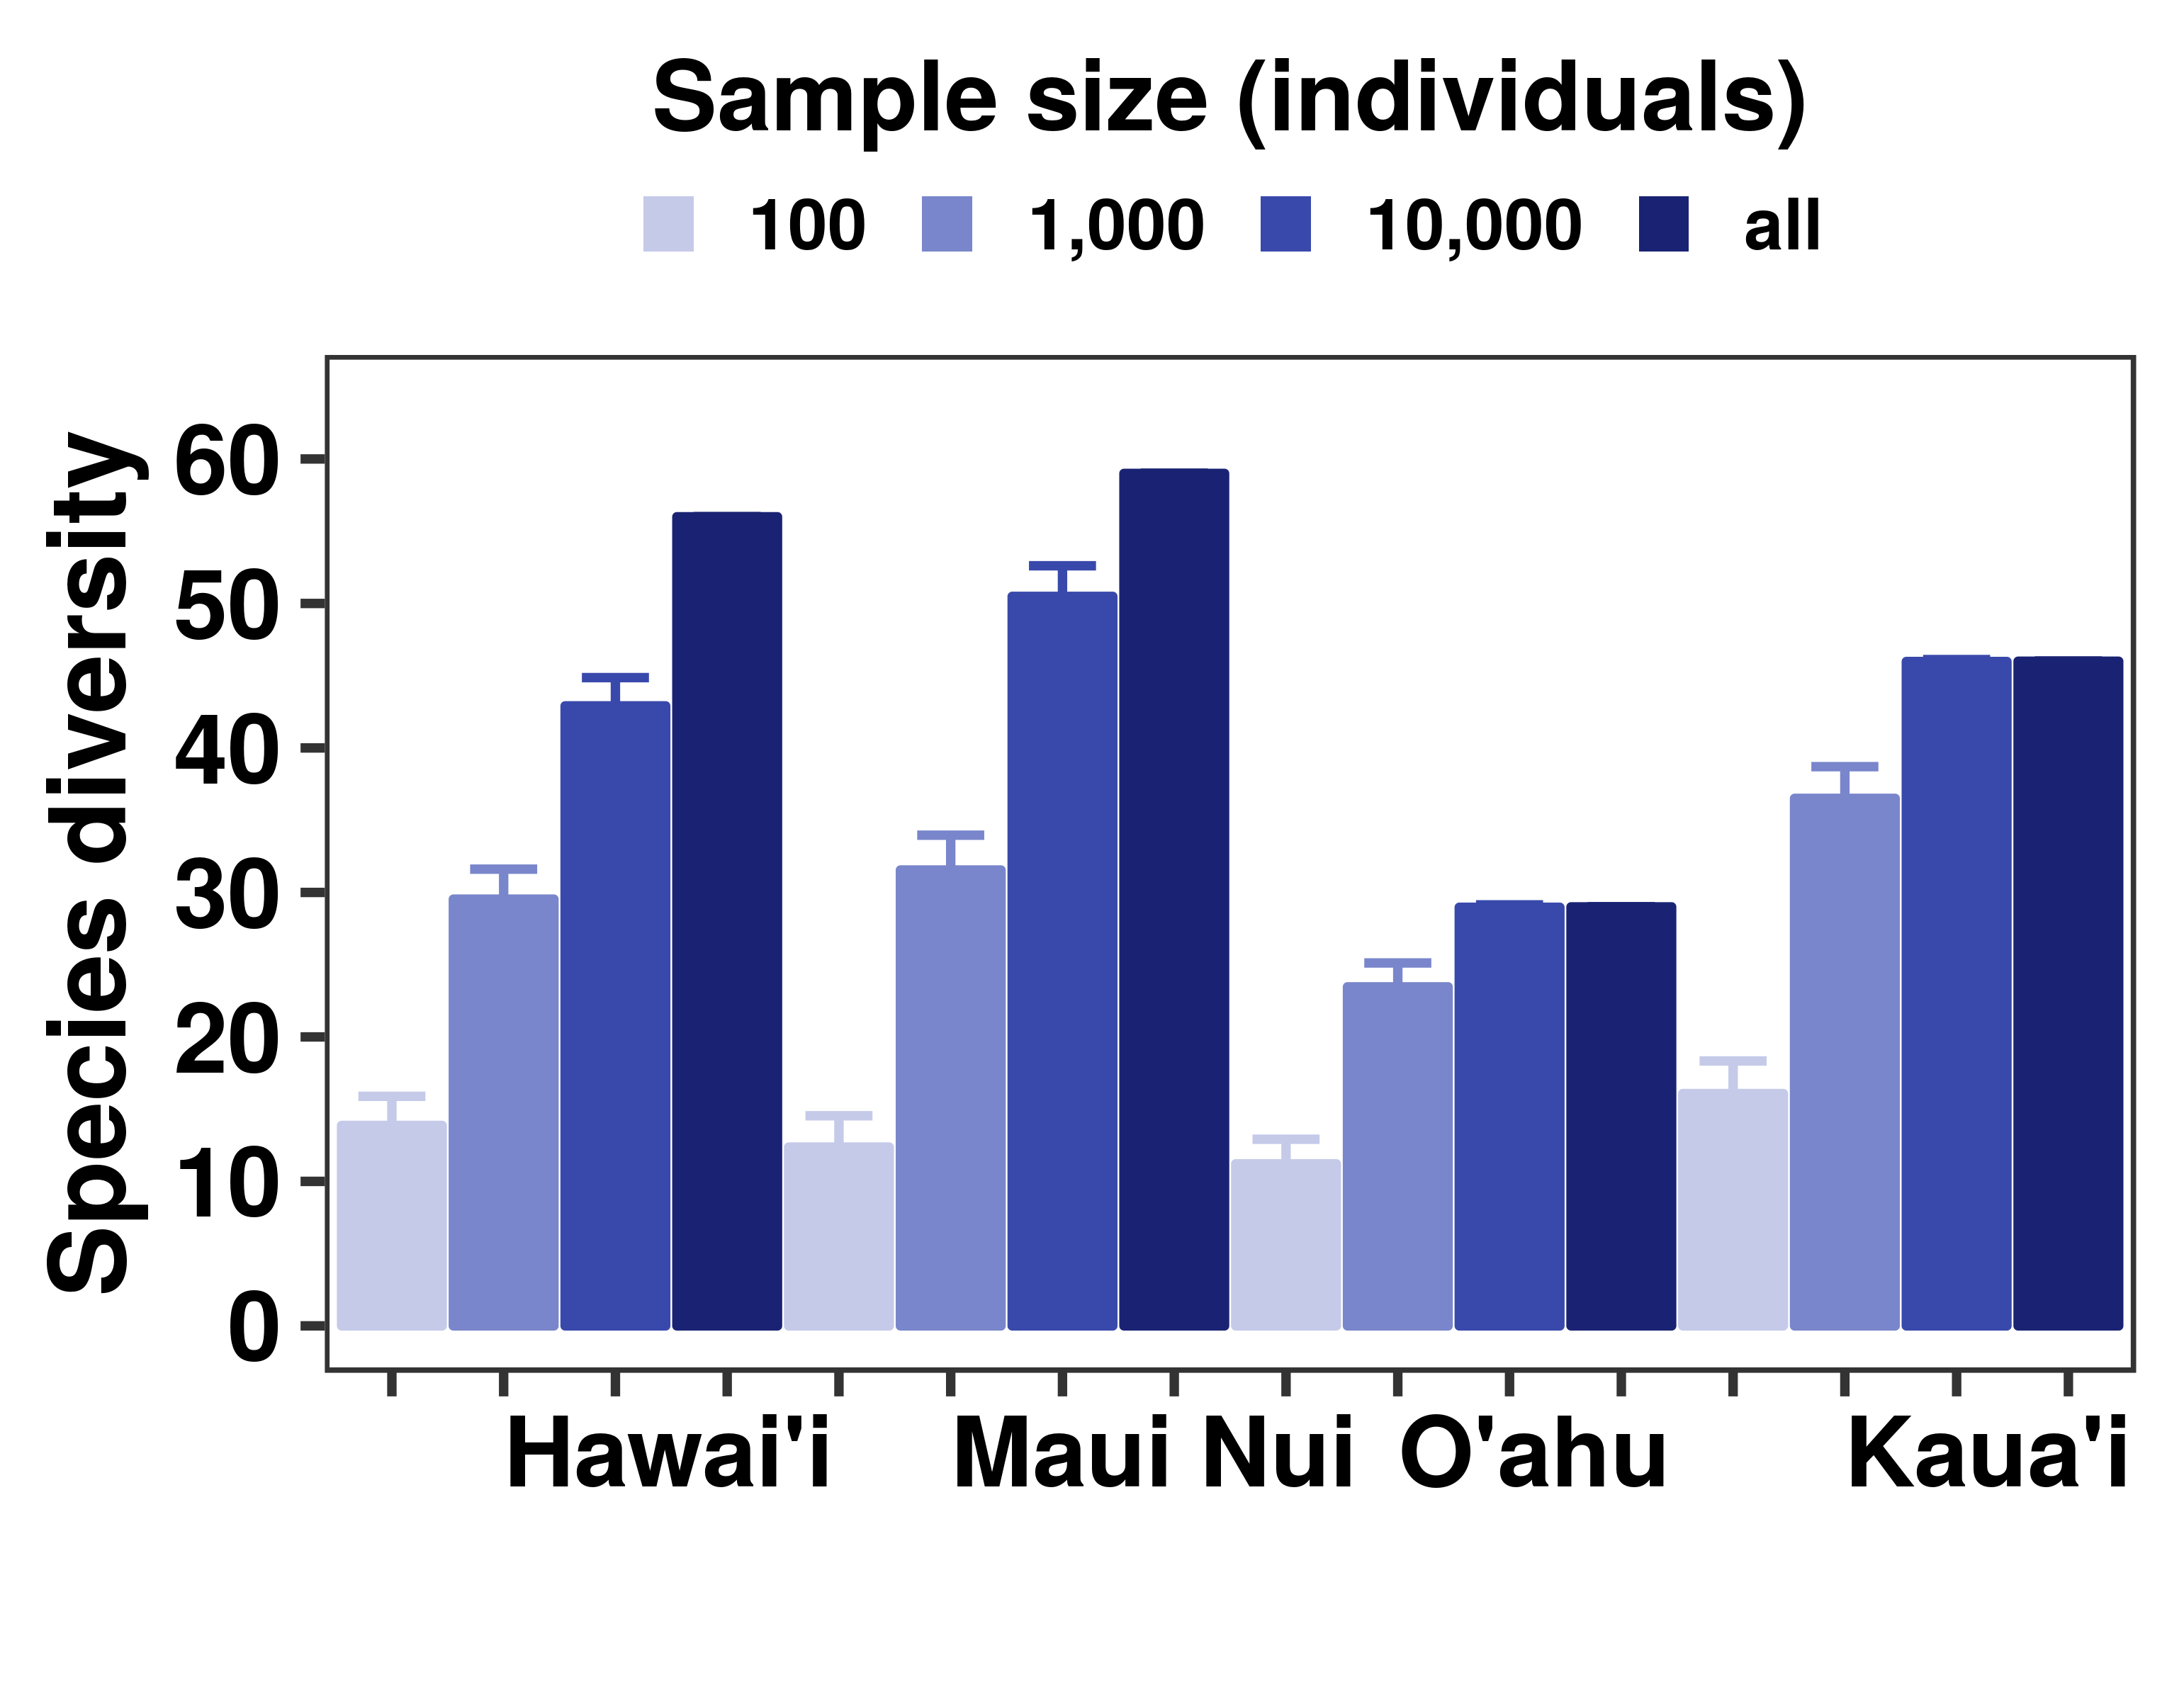 Sample size (individuals)
100 1,000 10,000 all
Species diversity
60
50
40
30
20
10
0
Hawai'i Maui Nui O'ahu Kaua'i